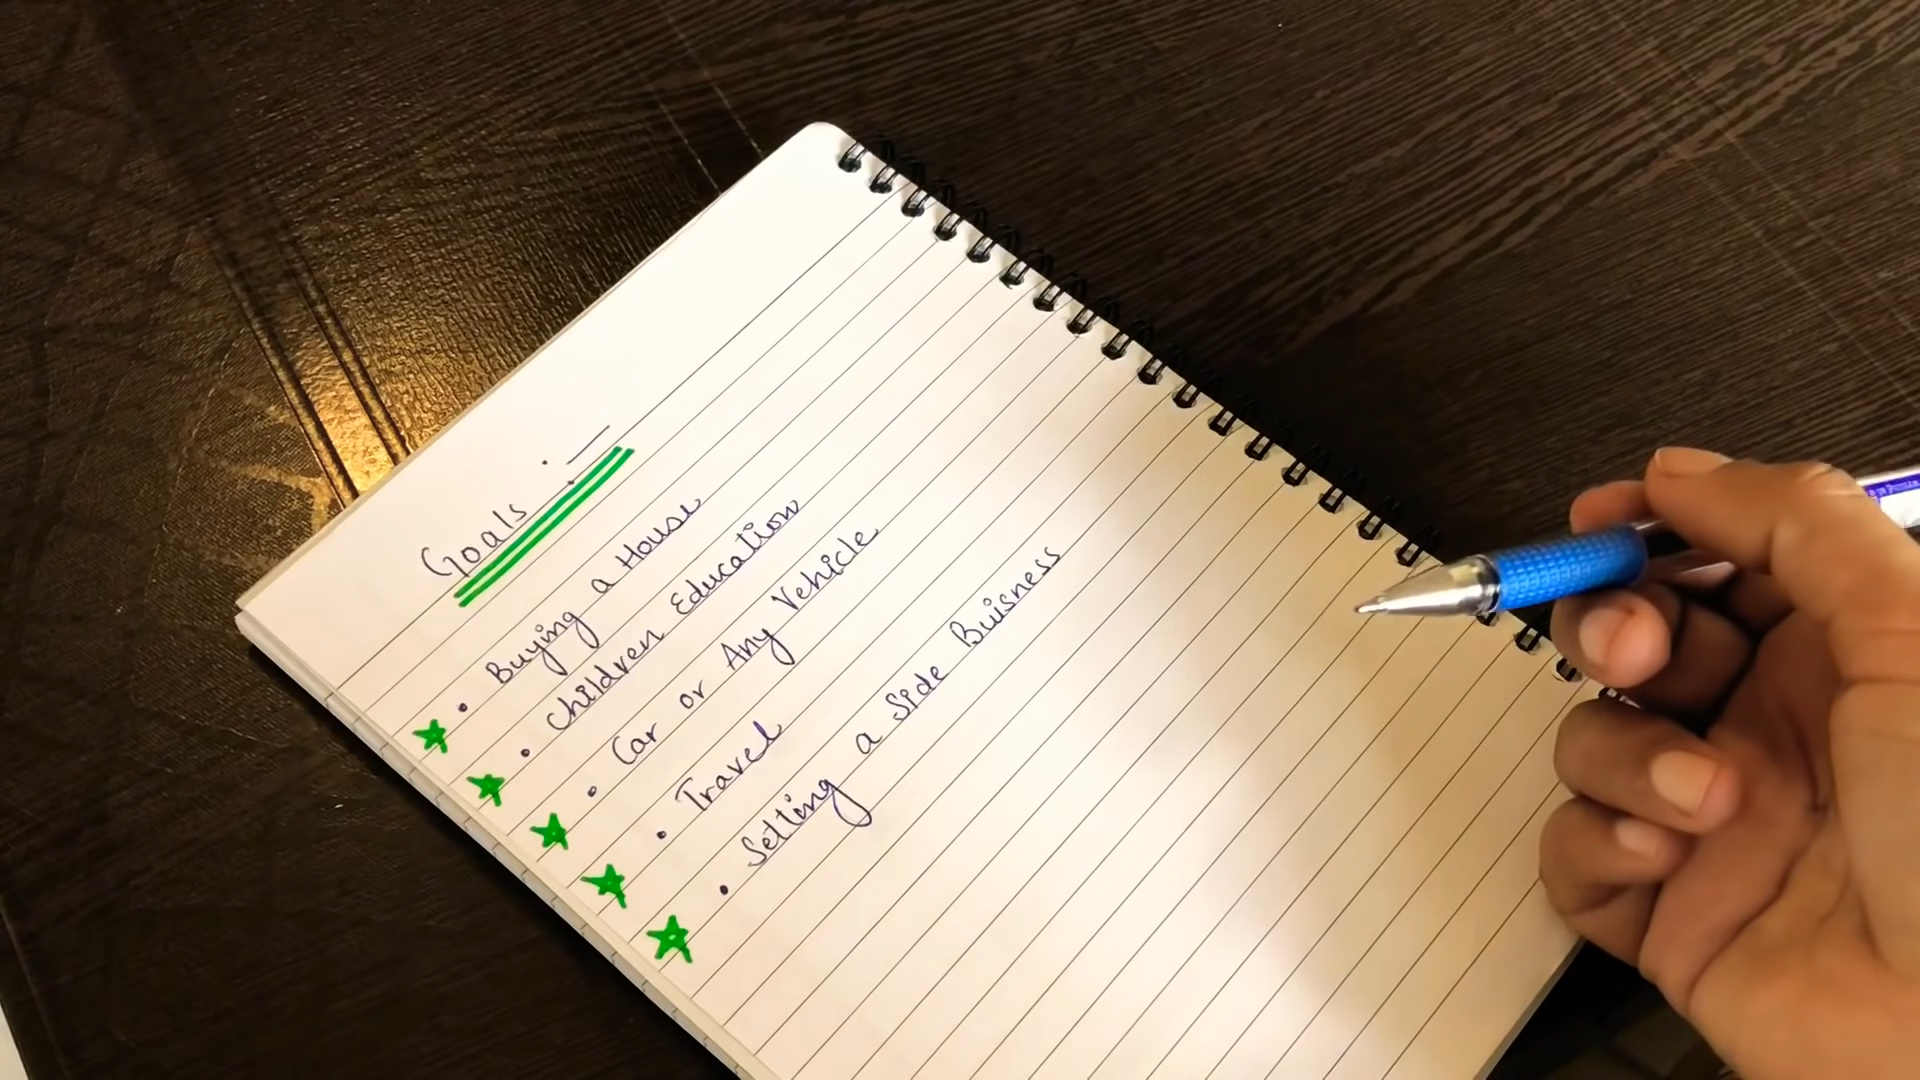 Goals :-
• Buying a House
• Children Education
• Car or Any Vehicle
• Travel
• Setting a Side Buisness